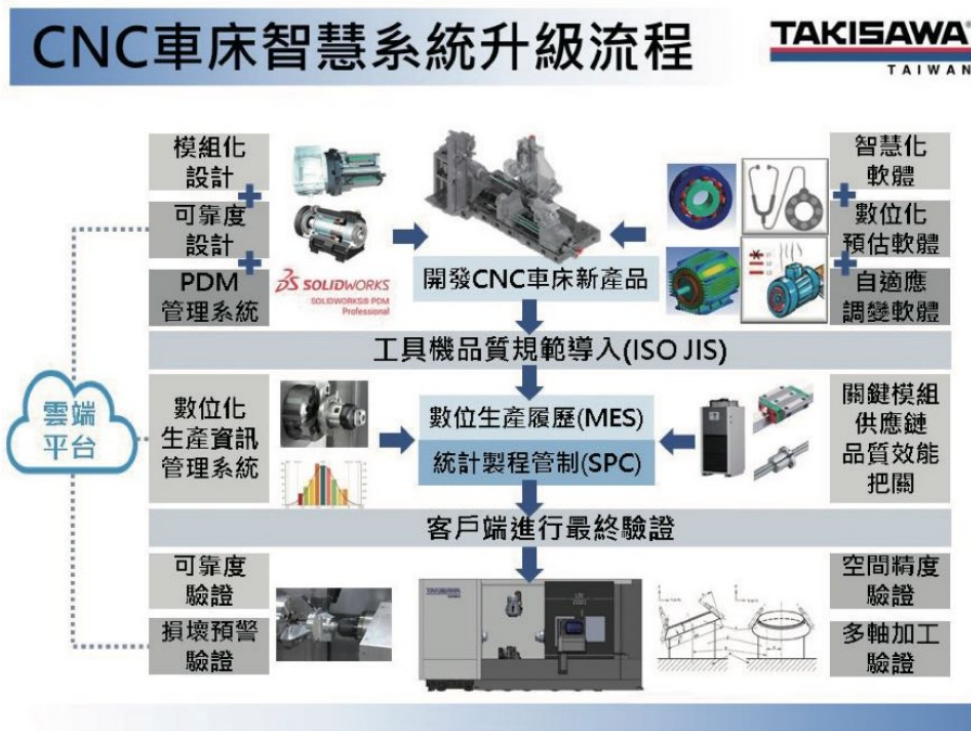 CNC車床智慧系統升級流程
TAKISAWA
TAIWAN
模組化
設計
可靠度
設計
PDM
管理系統
SOLIDWORKS
SOLIDWORKS® PDM
Professional
開發CNC車床新產品
智慧化
軟體
數位化
預估軟體
自適應
調變軟體
工具機品質規範導入(ISO JIS)
雲端
平台
數位化
生產資訊
管理系統
數位生產履歷(MES)
統計製程管制(SPC)
關鍵模組
供應鏈
品質效能
把關
客戶端進行最終驗證
可靠度
驗證
損壞預警
驗證
TAKISAWA
空間精度
驗證
多軸加工
驗證